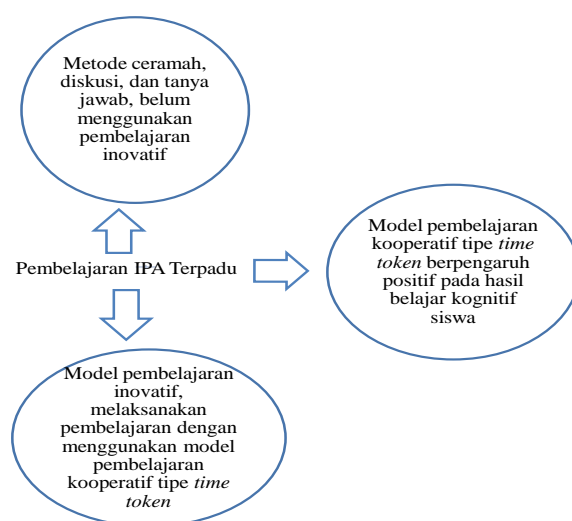 Metode ceramah,
diskusi, dan tanya
jawab, belum
menggunakan
pembelajaran
inovatif
Pembelajaran IPA Terpadu
Model pembelajaran
kooperatif tipe time
token berpengaruh
positif pada hasil
belajar kognitif
siswa
Model pembelajaran
inovatif,
melaksanakan
pembelajaran dengan
menggunakan model
pembelajaran
kooperatif tipe time
token